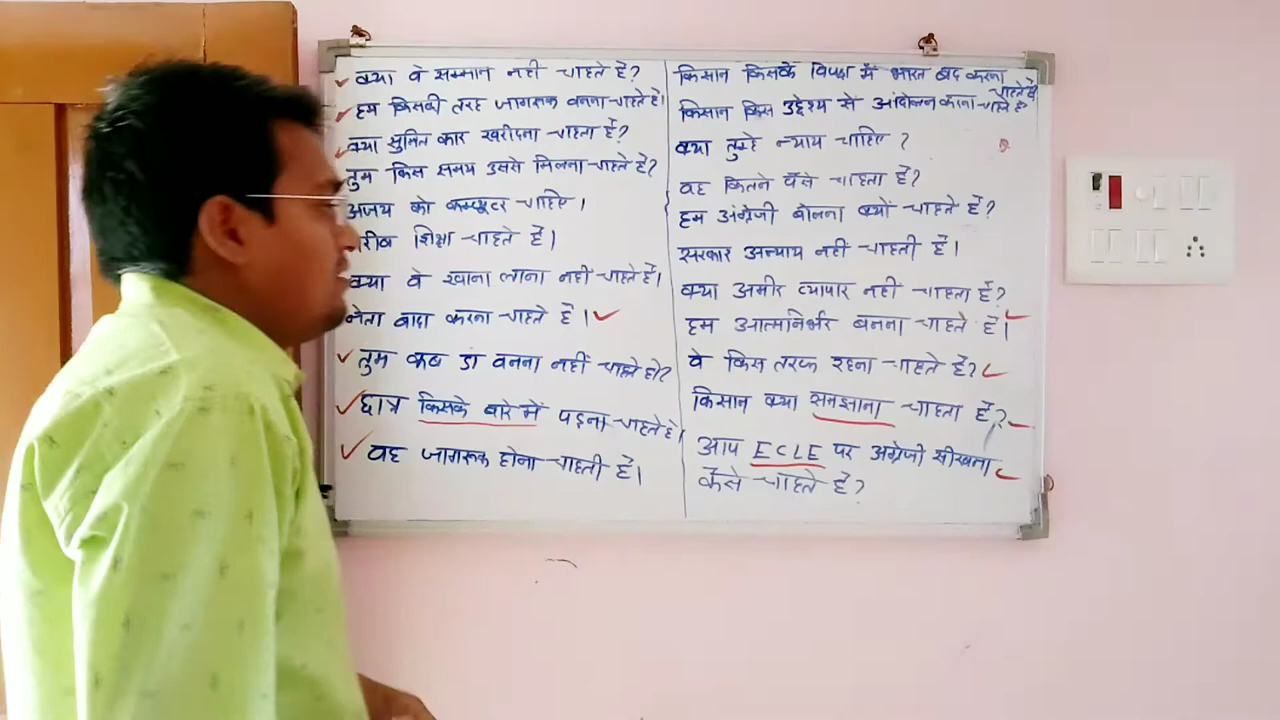 क्या वे सम्मान नहीं चाहते हैं?
हम किसकी तरह जागरूक बनना चाहते हैं।
क्या सुमित कार खरीदना चाहता है?
तुम किस समय उससे मिलना चाहते हैं?
अजय को कम्प्यूटर चाहिए।
शिक्षा चाहते हैं।
क्या वे खाना लाना नहीं चाहते हैं।
नेता वादा करना चाहते हैं।
तुम कब डॉ बनना नहीं चाहते हो?
छात्र किसके बारे में पढ़ना चाहते हैं।
वह जागरूक होना चाहती है।
किसान किसके विपक्ष में भारत बंद करना
चाहते हैं
किसान किस उद्देश्य से आंदोलन करना चाहते हैं
क्या तुम्हे न्याय चाहिए?
वह कितने पैसे चाहता है?
हम अंग्रेजी बोलना क्यों चाहते हैं?
सरकार अन्याय नहीं चाहती हैं।
क्या अमीर व्यापार नहीं चाहता है?
हम आत्मनिर्भर बनना चाहते हैं।
वे किस तरफ रहना चाहते हैं?
किसान क्या समझाना चाहता है?
आप ECLE पर अंग्रेजी सीखना
कैसे चाहते हैं?